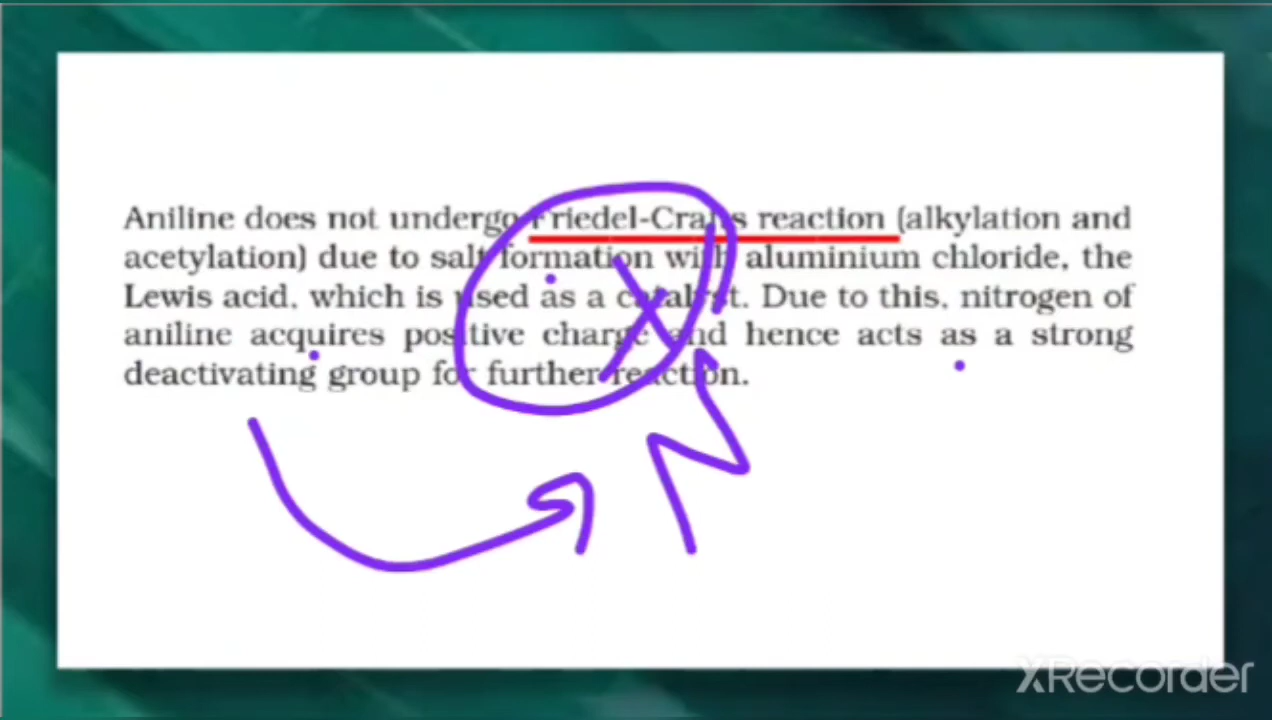 Aniline does not undergo Friedel-Crafts reaction (alkylation and
acetylation) due to salt formation with aluminium chloride, the
Lewis acid, which is used as a catalyst. Due to this, nitrogen of
aniline acquires positive charge and hence acts as a strong
deactivating group for further reaction.
XRecorder